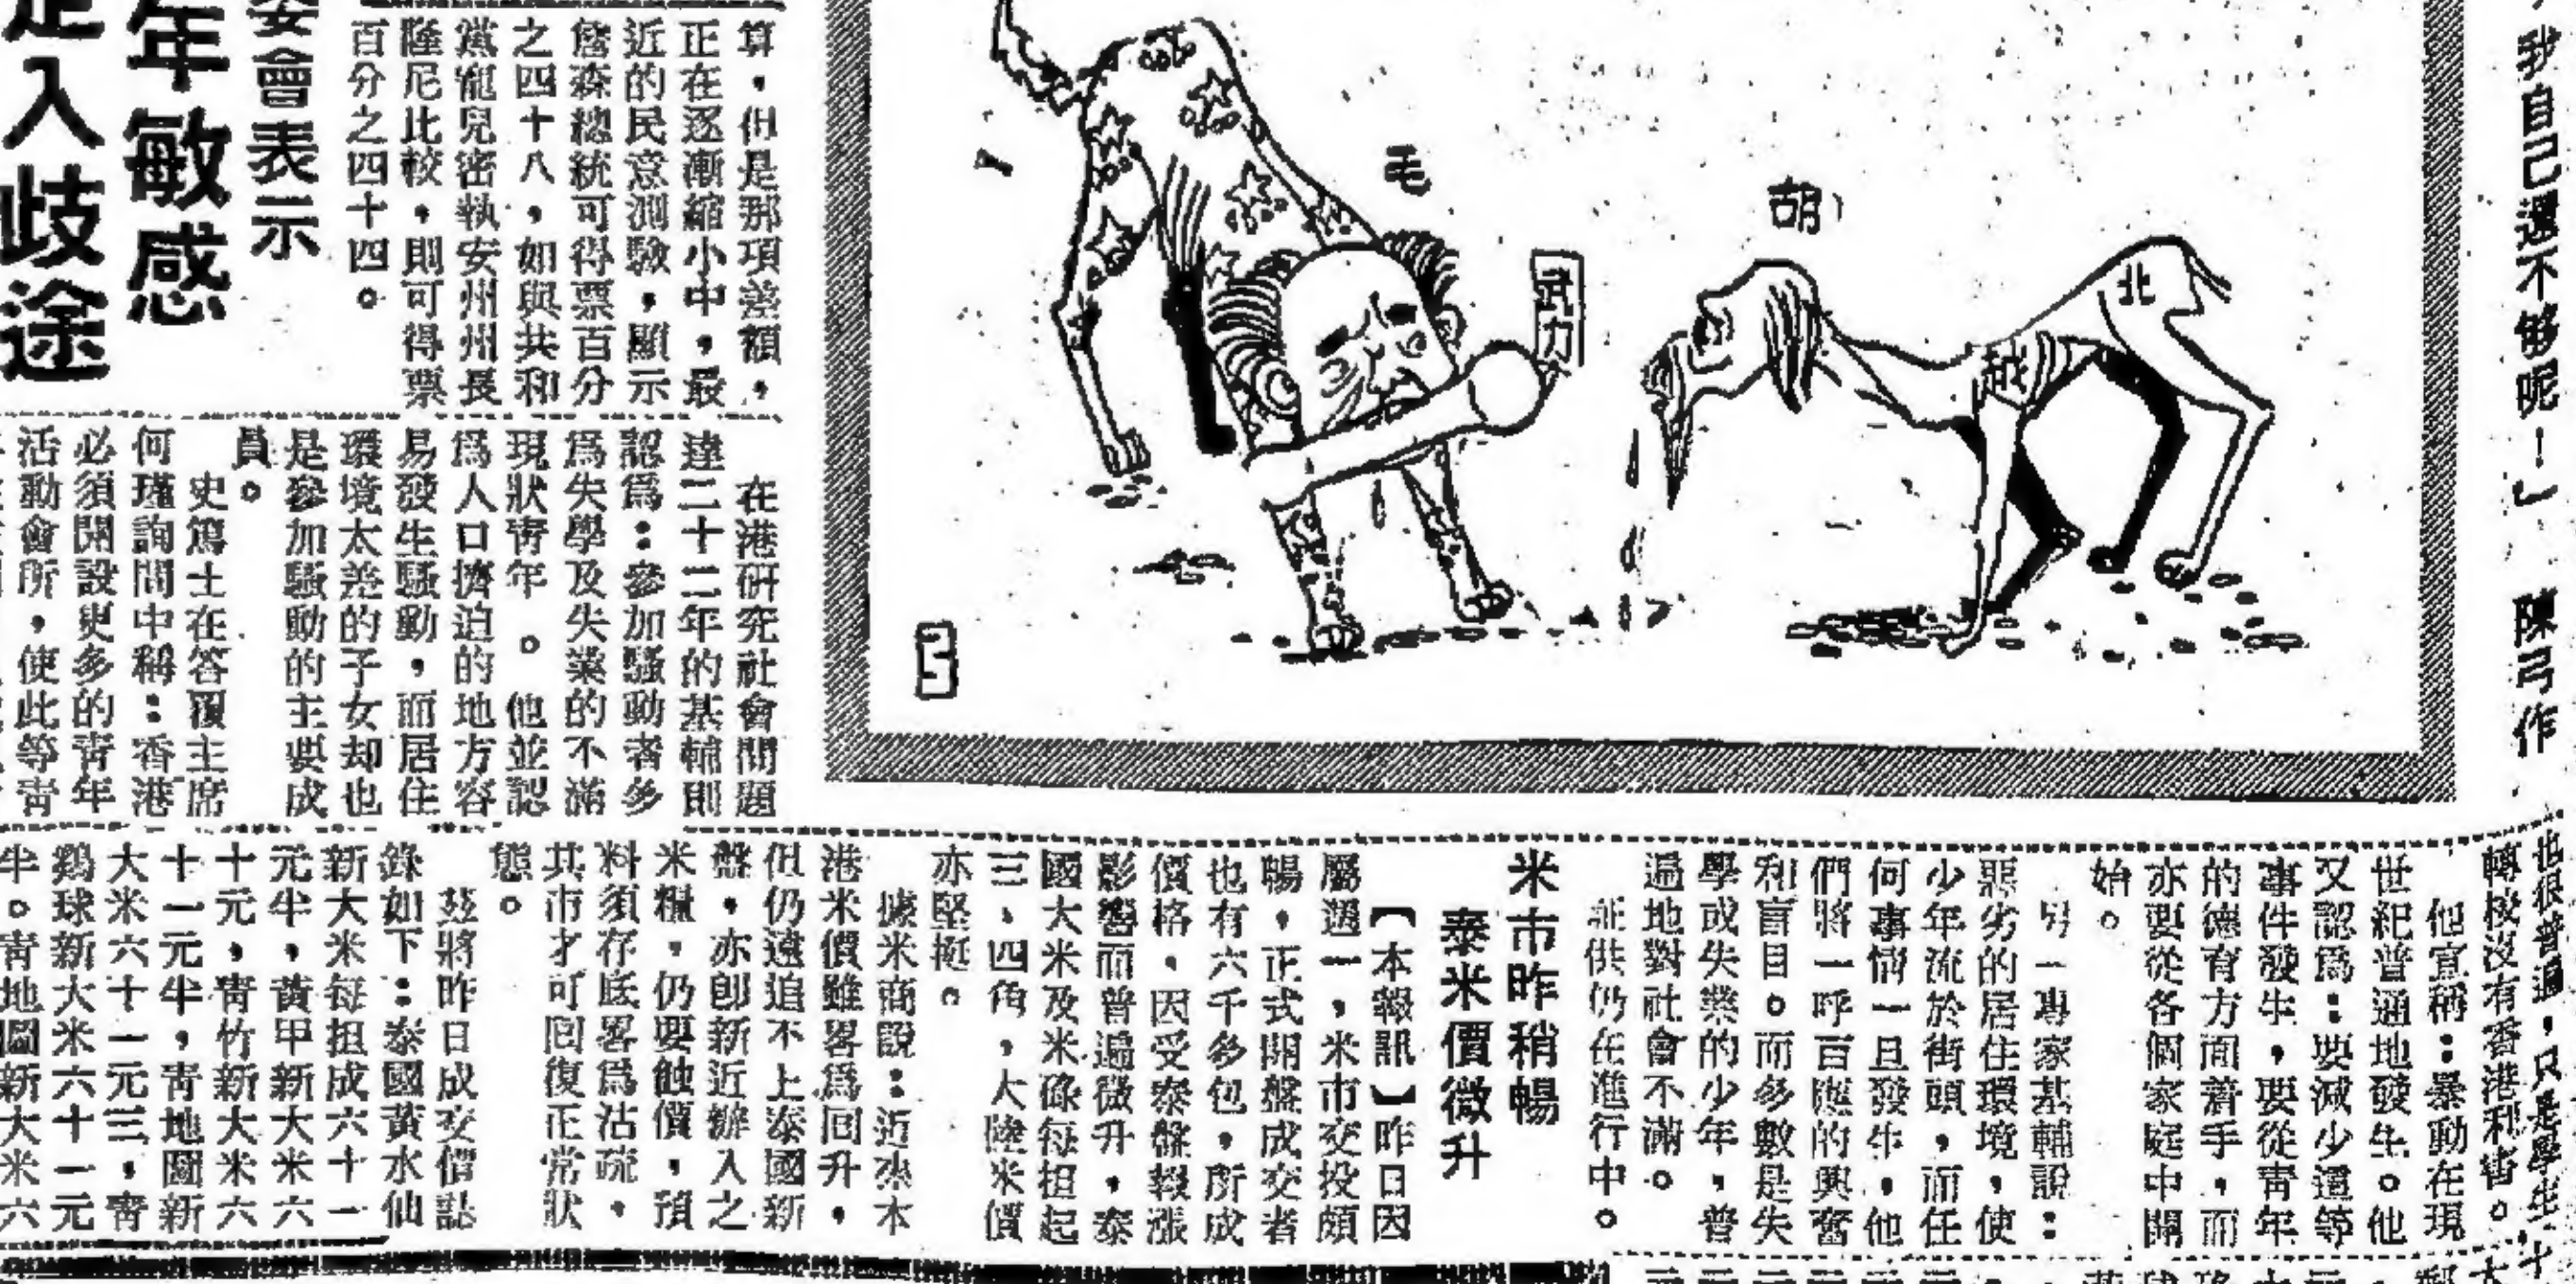 ，我自己還不够呢！」　陳弓作
毛
胡
武力
北
越
算，但是那項差額，
正在逐漸縮小中，最
近的民意測驗，顯示
詹森總統可得票百分
之四十八，如與共和
黨寵兒密執安州州長
隆尼比較，則可得票
百分之四十四。
委會表示
年敏感
走入歧途
在港研究社會問題
達二十二年的基輔則
認爲：參加騷動者多
爲失學及失業的不滿
現狀靑年。他並認
爲人口擠迫的地方容
易發生騷動，而居住
環境太差的子女却也
是參加騷動的主要成
員。
史篤士在答覆主席
何瑾詢問中稱：香港
必須開設更多的靑年
活動會所，使此等靑
也很普遍，只是學生
轉校沒有香港利害。
他宣稱：暴動在現
世紀普通地發生。他
又認爲：要減少這等
事件發生，要從靑年
的德育方面着手，而
亦要從各個家庭中開
始。
另一專家基輔說：
惡劣的居住環境，使
少年流於街頭，而任
何事情一旦發生，他
們將一呼百應的興奮
和盲目。而多數是失
學或失業的少年，普
遍地對社會不滿。
証供仍在進行中。
米市昨稍暢
泰米價微升
【本報訊】昨日因
屬週一，米市交投頗
暢，正式開盤成交者
也有六千多包，所成
價格，因受泰盤報漲
影響而普遍微升，泰
國大米及米碌每担起
三、四角，大陸米價
亦堅挺。
據米商說：近來本
港米價雖畧爲回升，
但仍遠追不上泰國新
盤，亦卽新近辦入之
米糧，仍要蝕價，預
料須存底畧爲沽疏，
其市才可回復正常狀
態。
茲將昨日成交價誌
錄如下：泰國黃水仙
新大米每担成六十一
元半，黃甲新大米六
十元，靑竹新大米六
十一元半，靑地圖新
大米六十一元三，靑
鷄球新大米六十一元
半。靑地圖新大米六